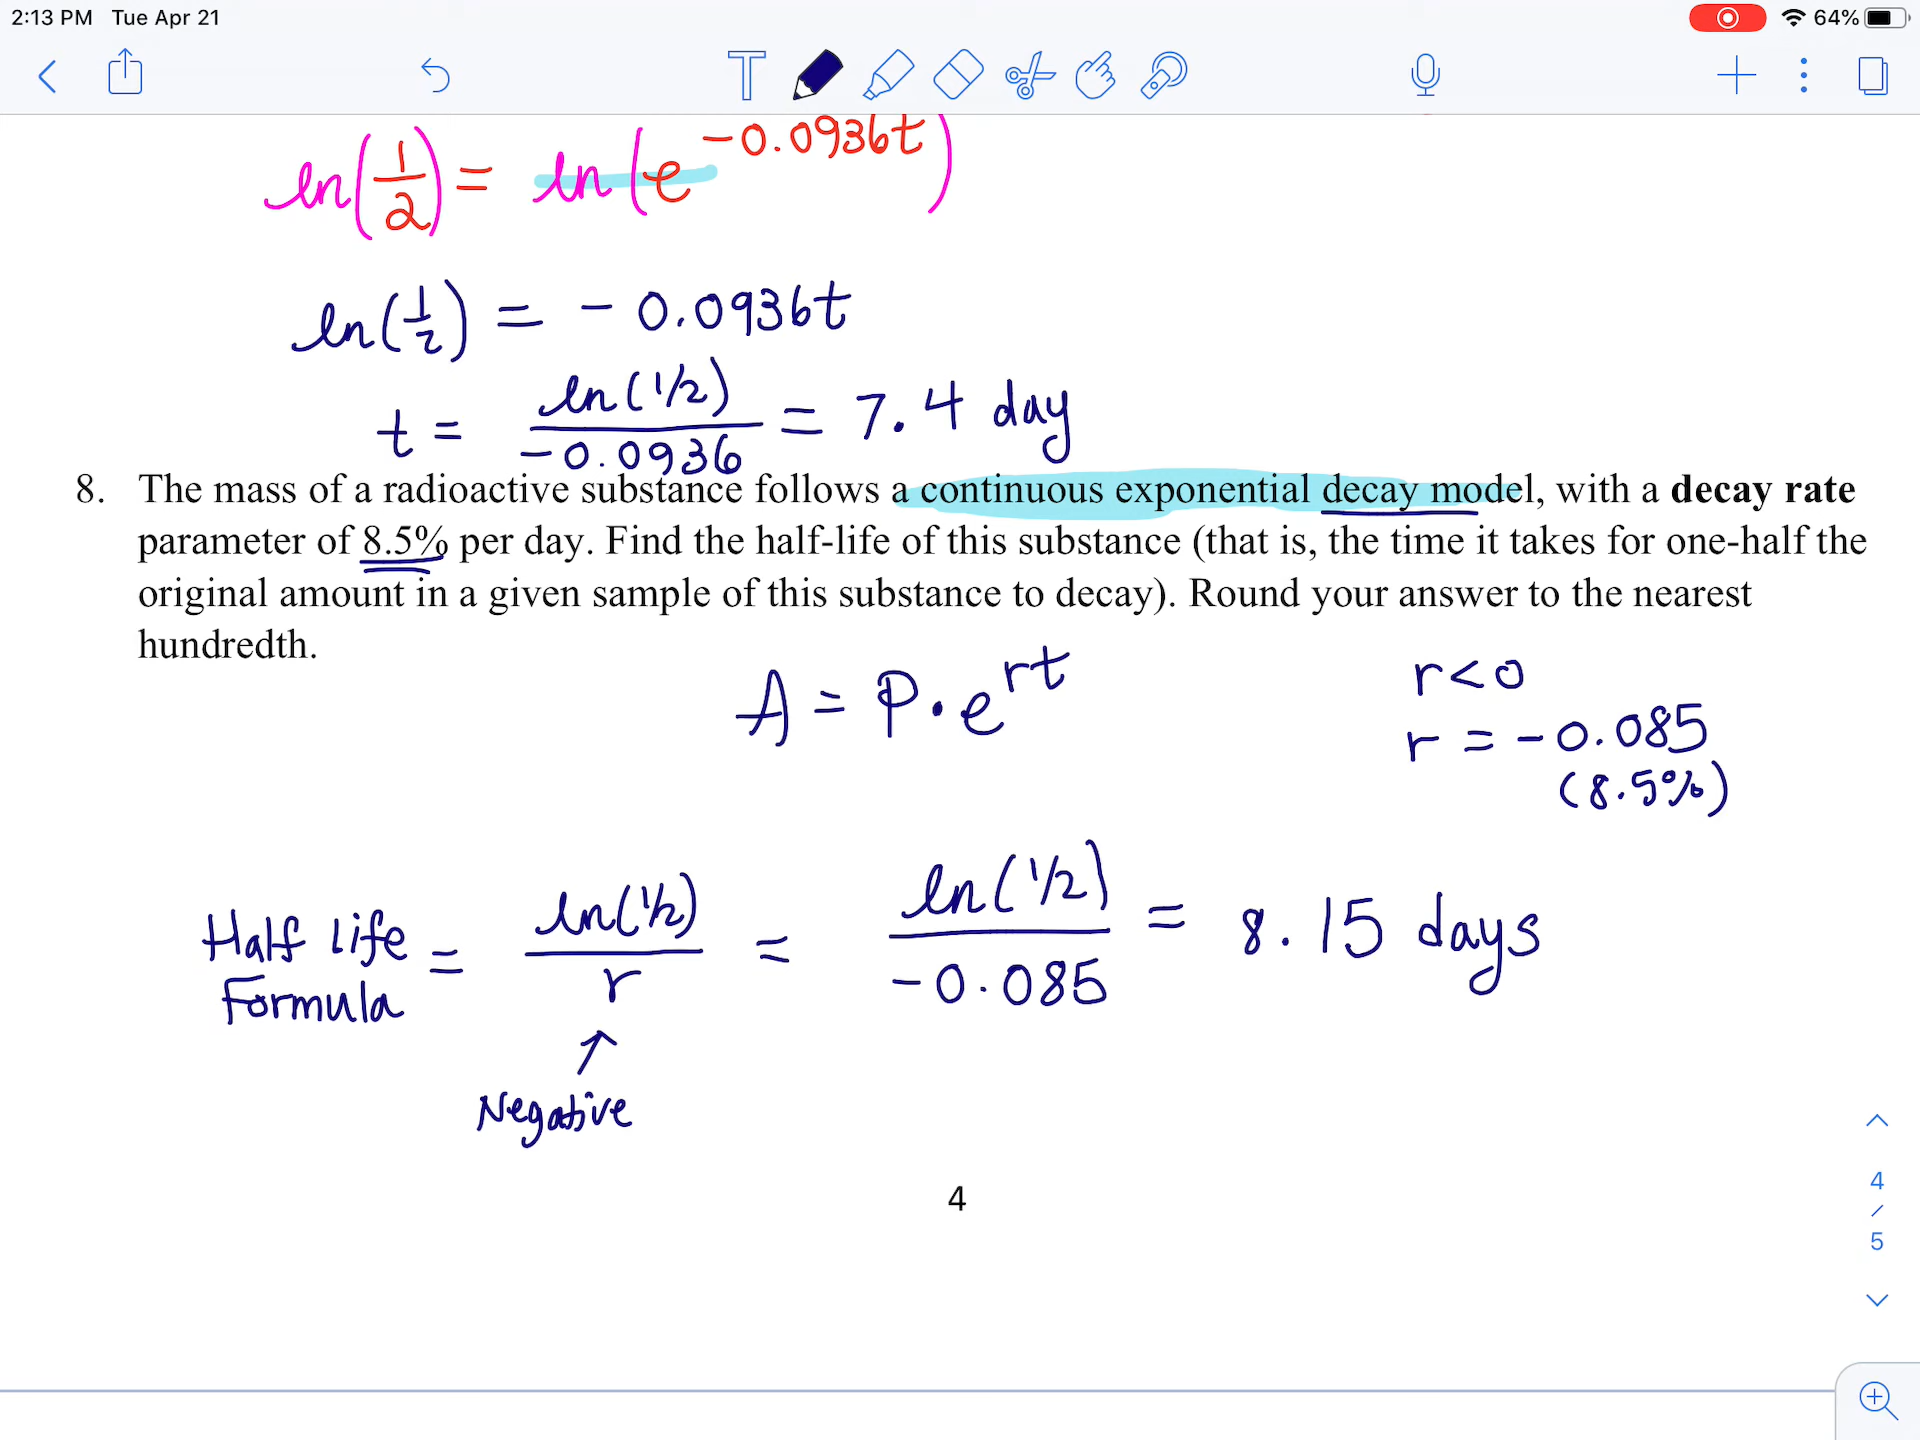 2:13 PM Tue Apr 21 64%
T
ln(1/2) = ln(e^-0.0936t)
ln(1/2) = -0.0936t
t = ln(1/2)/-0.0936 = 7.4 day
8. The mass of a radioactive substance follows a continuous exponential decay model, with a decay rate
parameter of 8.5% per day. Find the half-life of this substance (that is, the time it takes for one-half the
original amount in a given sample of this substance to decay). Round your answer to the nearest
hundredth.
A = P·e^rt
r<0
r = -0.085
(8.5%)
Half life Formula = ln(1/2)/r = ln(1/2)/-0.085 = 8.15 days
↑
Negative
4
4
/
5